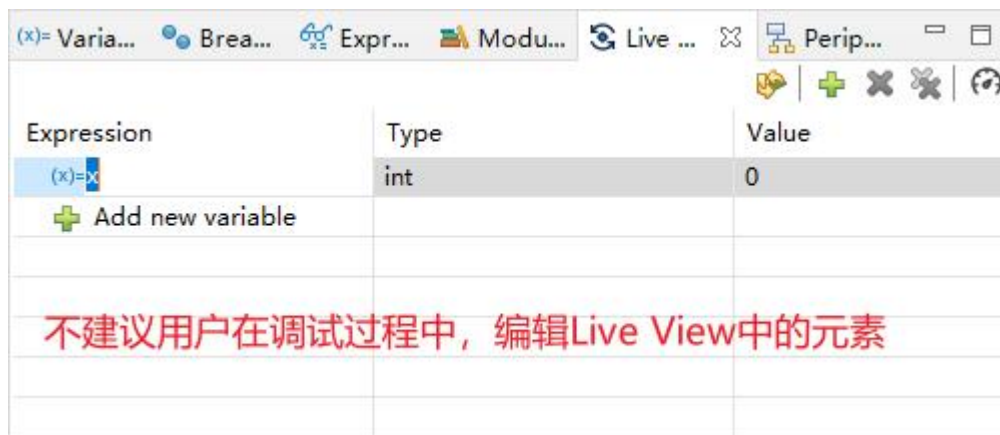 (x)= Varia... Brea... Expr... Modu... Live ... Perip...
Expression Type Value
(x)=x int 0
Add new variable
不建议用户在调试过程中，编辑Live View中的元素